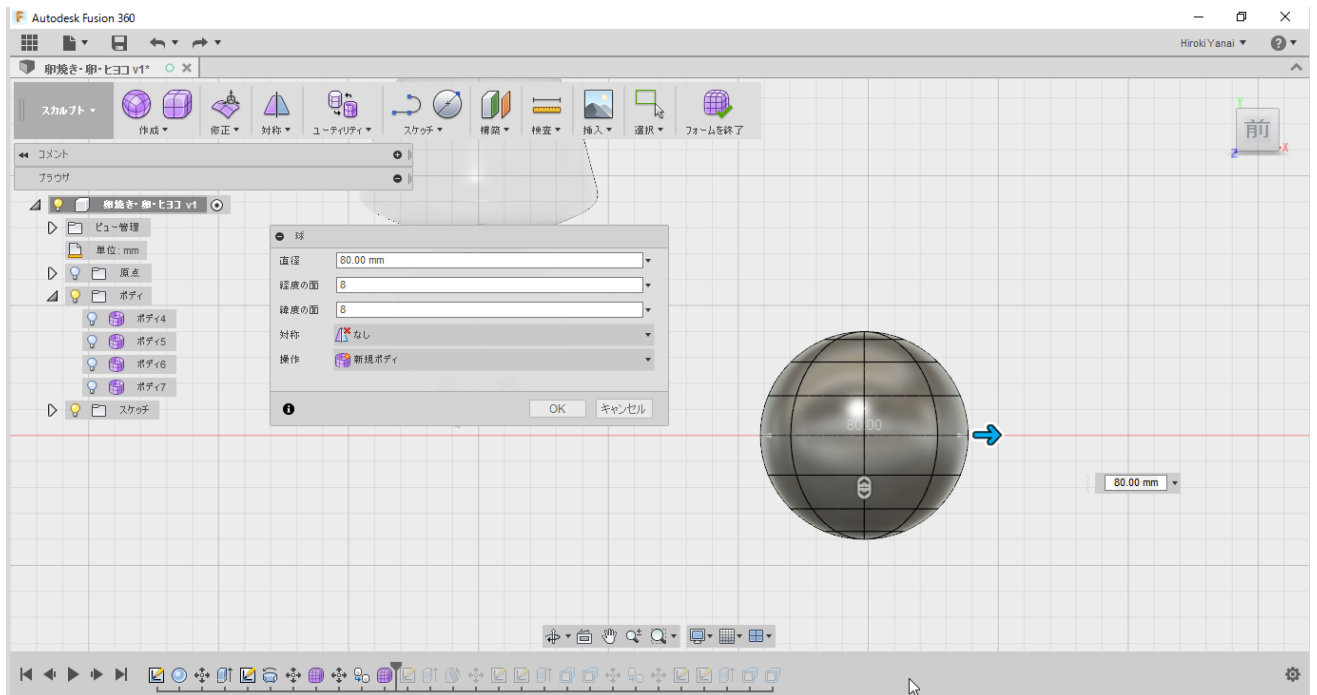 Autodesk Fusion 360
Hiroki Yanai
卵焼き・卵・ヒヨコ v1*
スカルプト
作成
修正
対称
ユーティリティ
スケッチ
構築
検査
挿入
選択
フォームを終了
Y
前
X
Z
コメント
ブラウザ
卵焼き・卵・ヒヨコ v1
ビュー管理
単位: mm
原点
ボディ
ボディ4
ボディ5
ボディ6
ボディ7
スケッチ
球
直径 80.00 mm
経度の面 8
緯度の面 8
対称 なし
操作 新規ボディ
OK キャンセル
80.00
80.00 mm